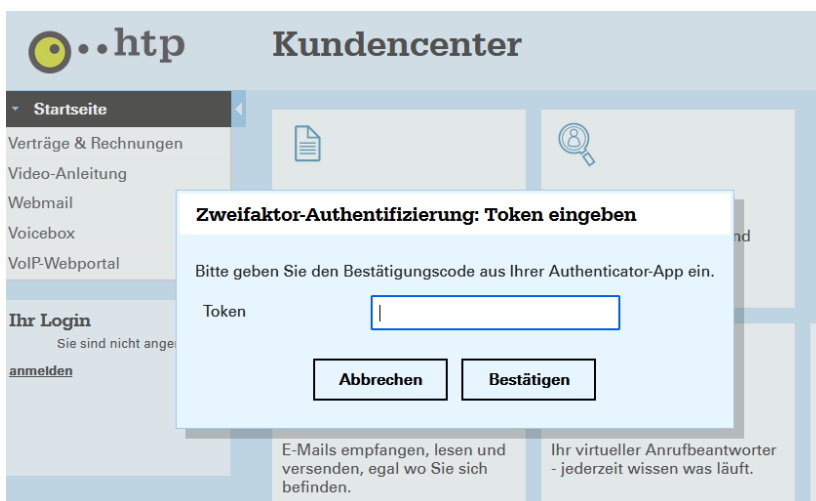 htp
Kundencenter
Startseite
Verträge & Rechnungen
Video-Anleitung
Webmail
Voicebox
VoIP-Webportal
Ihr Login
Sie sind nicht
anmelden
Zweifaktor-Authentifizierung: Token eingeben
Bitte geben Sie den Bestätigungscode aus Ihrer Authenticator-App ein.
Token
Abbrechen
Bestätigen
E-Mails empfangen, lesen und
versenden, egal wo Sie sich
befinden.
Ihr virtueller Anrufbeantworter
- jederzeit wissen was läuft.